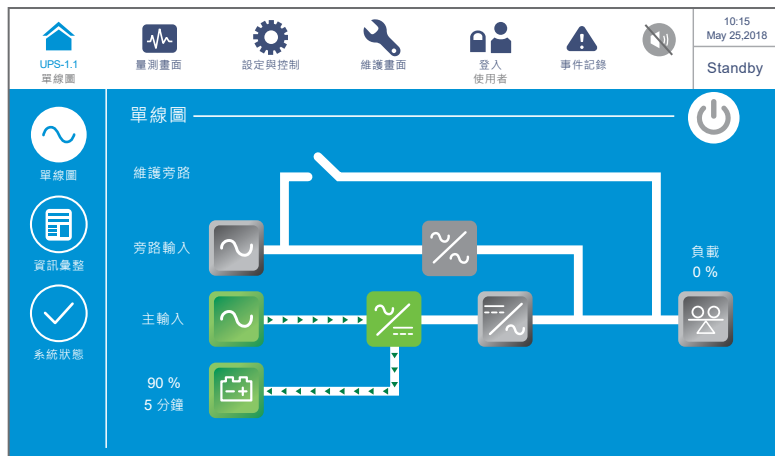 10:15
May 25,2018
Standby
UPS-1.1
單線圖
量測畫面
設定與控制
維護畫面
登入
使用者
事件記錄
單線圖
資訊彙整
系統狀態
單線圖
維護旁路
旁路輸入
主輸入
90 %
5 分鐘
負載
0 %